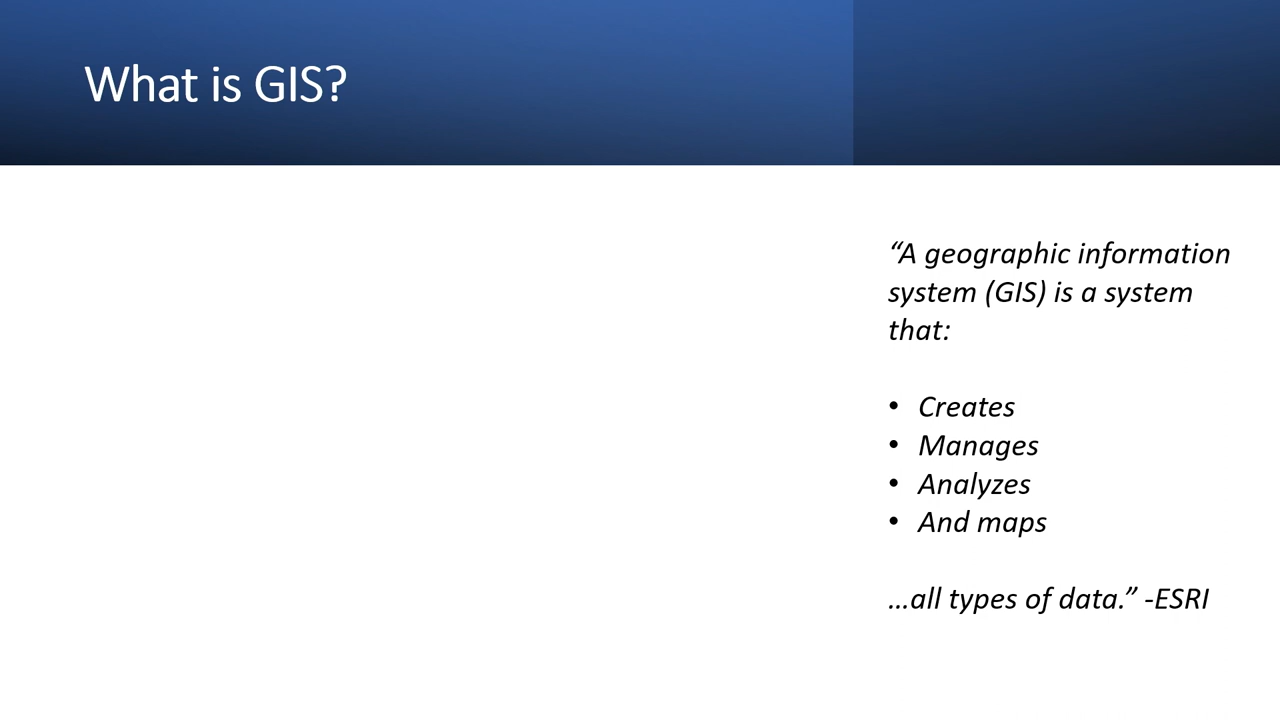 What is GIS?
“A geographic information
system (GIS) is a system
that:
• Creates
• Manages
• Analyzes
• And maps
…all types of data.” -ESRI